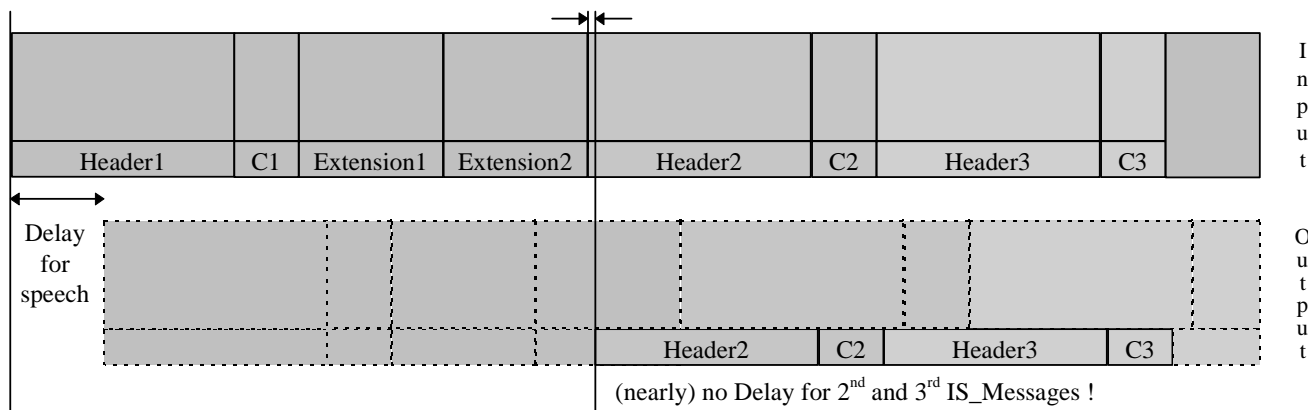 I
n
p
u
t
Header1 C1 Extension1 Extension2 Header2 C2 Header3 C3
Delay
for
speech
O
u
t
p
u
t
Header2 C2 Header3 C3
(nearly) no Delay for 2nd and 3rd IS_Messages !